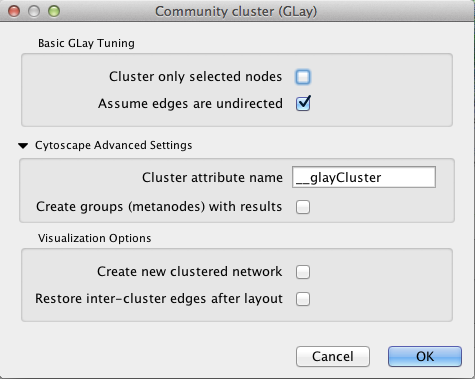 Community cluster (GLay)
Basic GLay Tuning
Cluster only selected nodes
Assume edges are undirected
Cytoscape Advanced Settings
Cluster attribute name __glayCluster
Create groups (metanodes) with results
Visualization Options
Create new clustered network
Restore inter-cluster edges after layout
Cancel OK